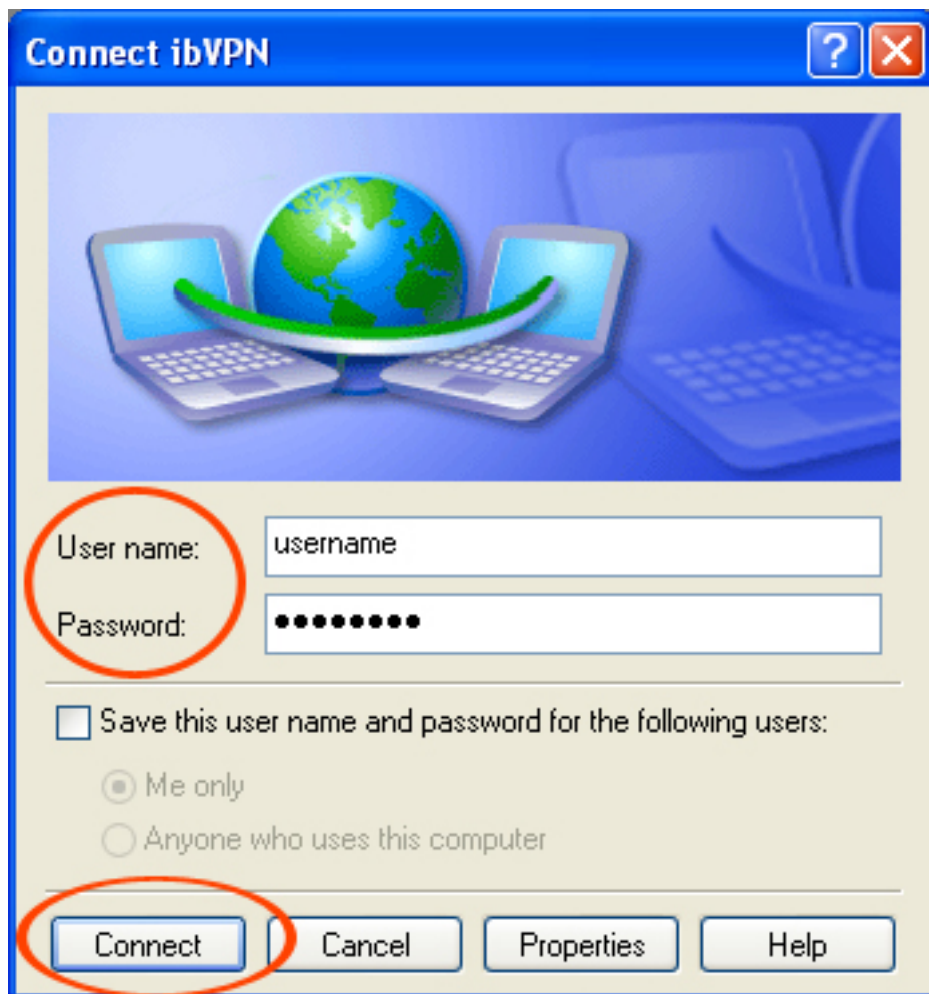 Connect ibVPN
User name: username
Password: ••••••••
Save this user name and password for the following users:
Me only
Anyone who uses this computer
Connect Cancel Properties Help